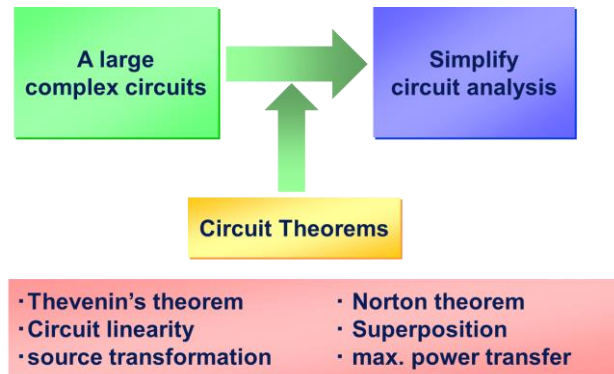 A large
complex circuits
Simplify
circuit analysis
Circuit Theorems
·Thevenin’s theorem
·Circuit linearity
·source transformation
· Norton theorem
· Superposition
· max. power transfer